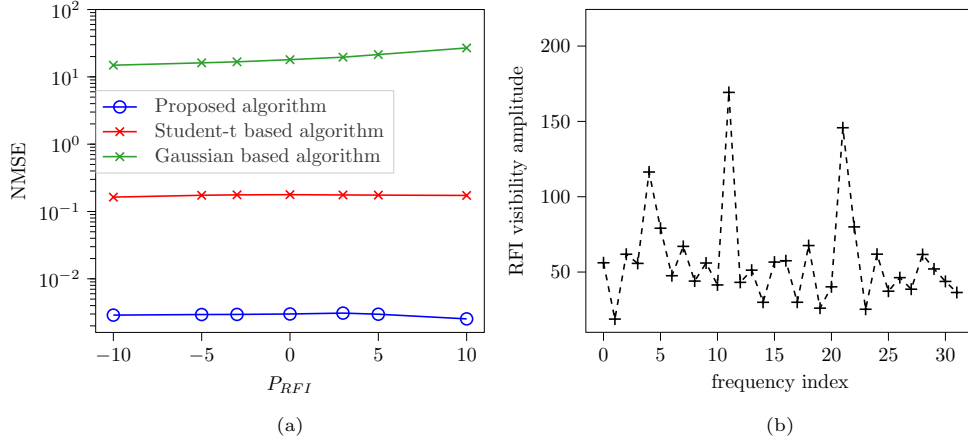 10^2
10^1
10^0
10^{-1}
10^{-2}
NMSE
Proposed algorithm
Student-t based algorithm
Gaussian based algorithm
−10 −5 0 5 10
P_{RFI}
(a)
200
150
100
50
RFI visibility amplitude
0 5 10 15 20 25 30
frequency index
(b)